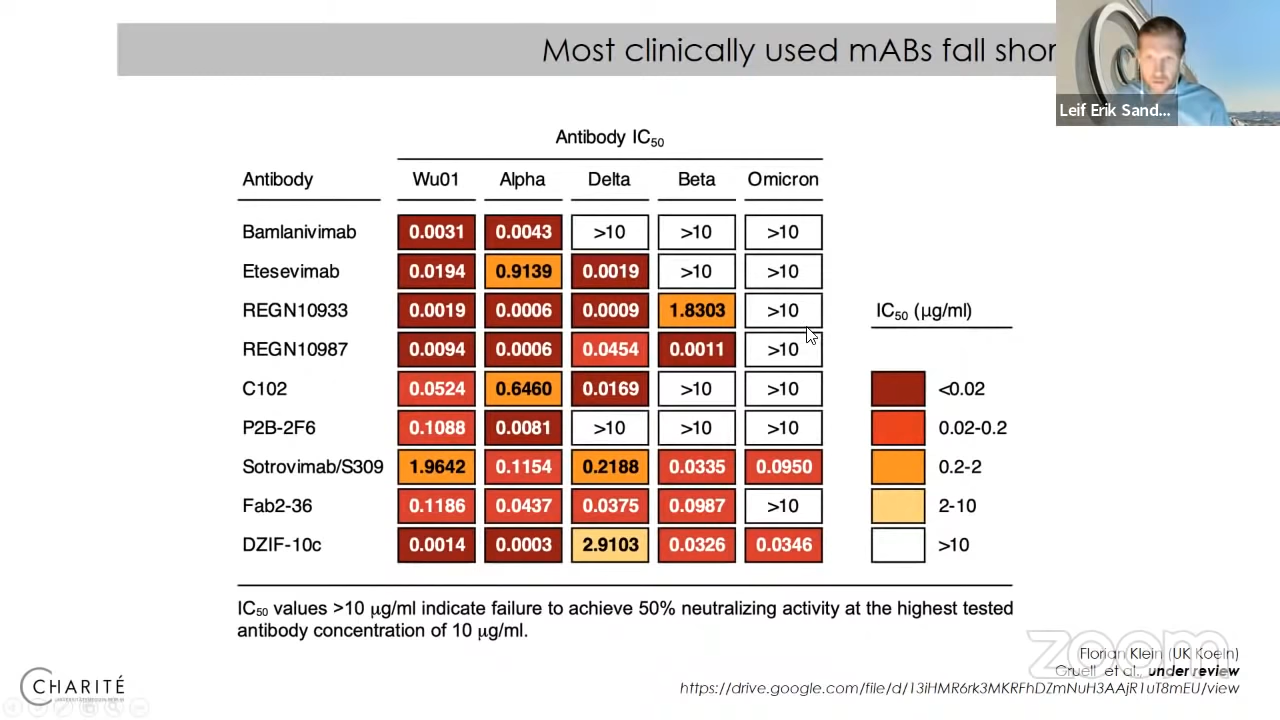 Most clinically used mABs fall shor
Leif Erik Sand...
Antibody IC50
Antibody Wu01 Alpha Delta Beta Omicron
Bamlanivimab 0.0031 0.0043 >10 >10 >10
Etesevimab 0.0194 0.9139 0.0019 >10 >10
REGN10933 0.0019 0.0006 0.0009 1.8303 >10
REGN10987 0.0094 0.0006 0.0454 0.0011 >10
C102 0.0524 0.6460 0.0169 >10 >10
P2B-2F6 0.1088 0.0081 >10 >10 >10
Sotrovimab/S309 1.9642 0.1154 0.2188 0.0335 0.0950
Fab2-36 0.1186 0.0437 0.0375 0.0987 >10
DZIF-10c 0.0014 0.0003 2.9103 0.0326 0.0346
IC50 (µg/ml)
<0.02
0.02-0.2
0.2-2
2-10
>10
IC50 values >10 µg/ml indicate failure to achieve 50% neutralizing activity at the highest tested
antibody concentration of 10 µg/ml.
zoom
Florian Klein (UK Koeln)
Gruell et al., under review
https://drive.google.com/file/d/13iHMR6rk3MKRFhDZmNuH3AAjR1uT8mEU/view
CHARITÉ